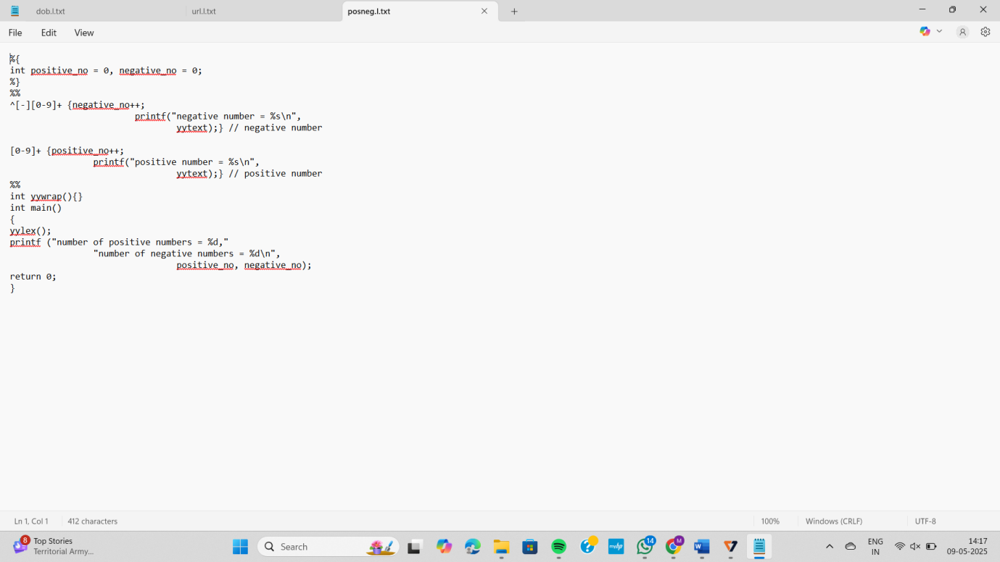 dob.l.txt
url.l.txt
posneg.l.txt
File Edit View
%{
int positive_no = 0, negative_no = 0;
%}
%%
^[-][0-9]+ {negative_no++;
printf("negative number = %s\n",
yytext);} // negative number
[0-9]+ {positive_no++;
printf("positive number = %s\n",
yytext);} // positive number
%%
int yywrap(){}
int main()
{
yylex();
printf ("number of positive numbers = %d,"
"number of negative numbers = %d\n",
positive_no, negative_no);
return 0;
}
Ln 1, Col 1
412 characters
100%
Windows (CRLF)
UTF-8
8
Top Stories
Territorial Army...
Search
myhp
14
M
W
ENG
IN
14:17
09-05-2025